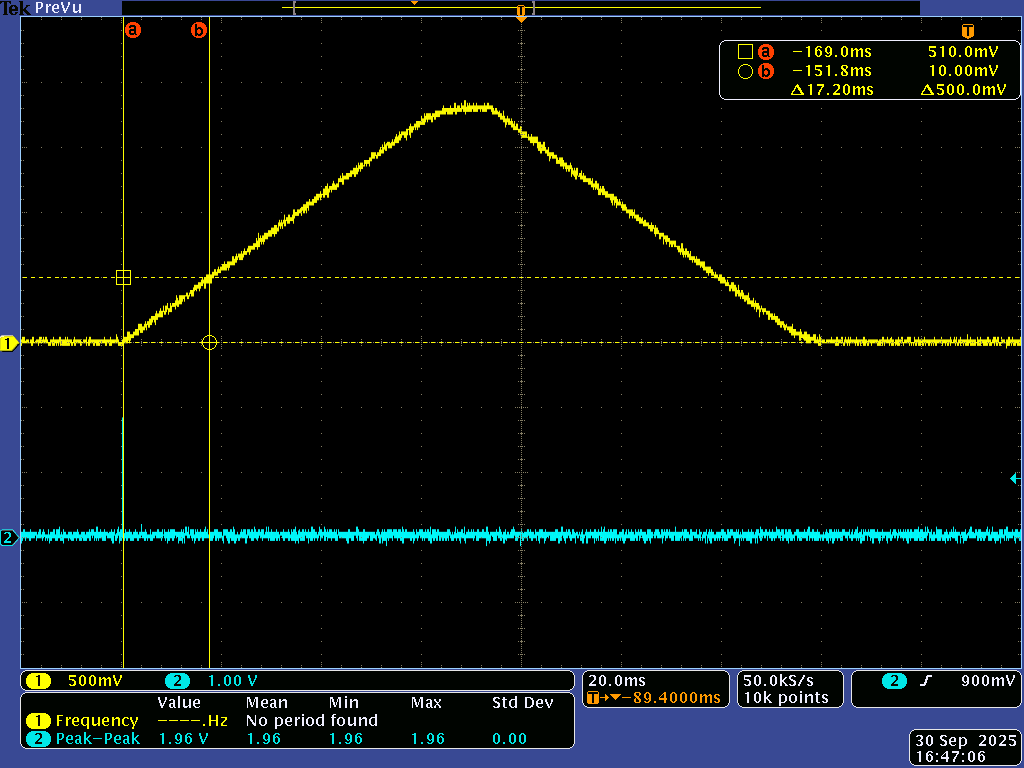 Tek PreVu
T
a b T
a −169.0ms 510.0mV
b −151.8ms 10.00mV
Δ17.20ms Δ500.0mV
1
2
1 500mV 2 1.00 V
20.0ms
T→▼−89.4000ms
50.0kS/s
10k points
2 900mV
Value Mean Min Max Std Dev
1 Frequency −−−−.Hz No period found
2 Peak−Peak 1.96 V 1.96 1.96 1.96 0.00
30 Sep 2025
16:47:06